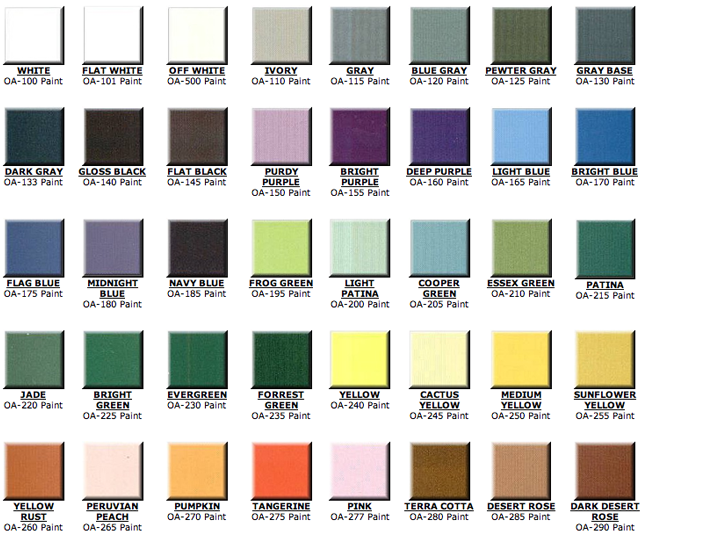 WHITE
OA-100 Paint
FLAT WHITE
OA-101 Paint
OFF WHITE
OA-500 Paint
IVORY
OA-110 Paint
GRAY
OA-115 Paint
BLUE GRAY
OA-120 Paint
PEWTER GRAY
OA-125 Paint
GRAY BASE
OA-130 Paint
DARK GRAY
OA-133 Paint
GLOSS BLACK
OA-140 Paint
FLAT BLACK
OA-145 Paint
PURDY
PURPLE
OA-150 Paint
BRIGHT
PURPLE
OA-155 Paint
DEEP PURPLE
OA-160 Paint
LIGHT BLUE
OA-165 Paint
BRIGHT BLUE
OA-170 Paint
FLAG BLUE
OA-175 Paint
MIDNIGHT
BLUE
OA-180 Paint
NAVY BLUE
OA-185 Paint
FROG GREEN
OA-195 Paint
LIGHT
PATINA
OA-200 Paint
COOPER
GREEN
OA-205 Paint
ESSEX GREEN
OA-210 Paint
PATINA
OA-215 Paint
JADE
OA-220 Paint
BRIGHT
GREEN
OA-225 Paint
EVERGREEN
OA-230 Paint
FORREST
GREEN
OA-235 Paint
YELLOW
OA-240 Paint
CACTUS
YELLOW
OA-245 Paint
MEDIUM
YELLOW
OA-250 Paint
SUNFLOWER
YELLOW
OA-255 Paint
YELLOW
RUST
OA-260 Paint
PERUVIAN
PEACH
OA-265 Paint
PUMPKIN
OA-270 Paint
TANGERINE
OA-275 Paint
PINK
OA-277 Paint
TERRA COTTA
OA-280 Paint
DESERT ROSE
OA-285 Paint
DARK DESERT
ROSE
OA-290 Paint